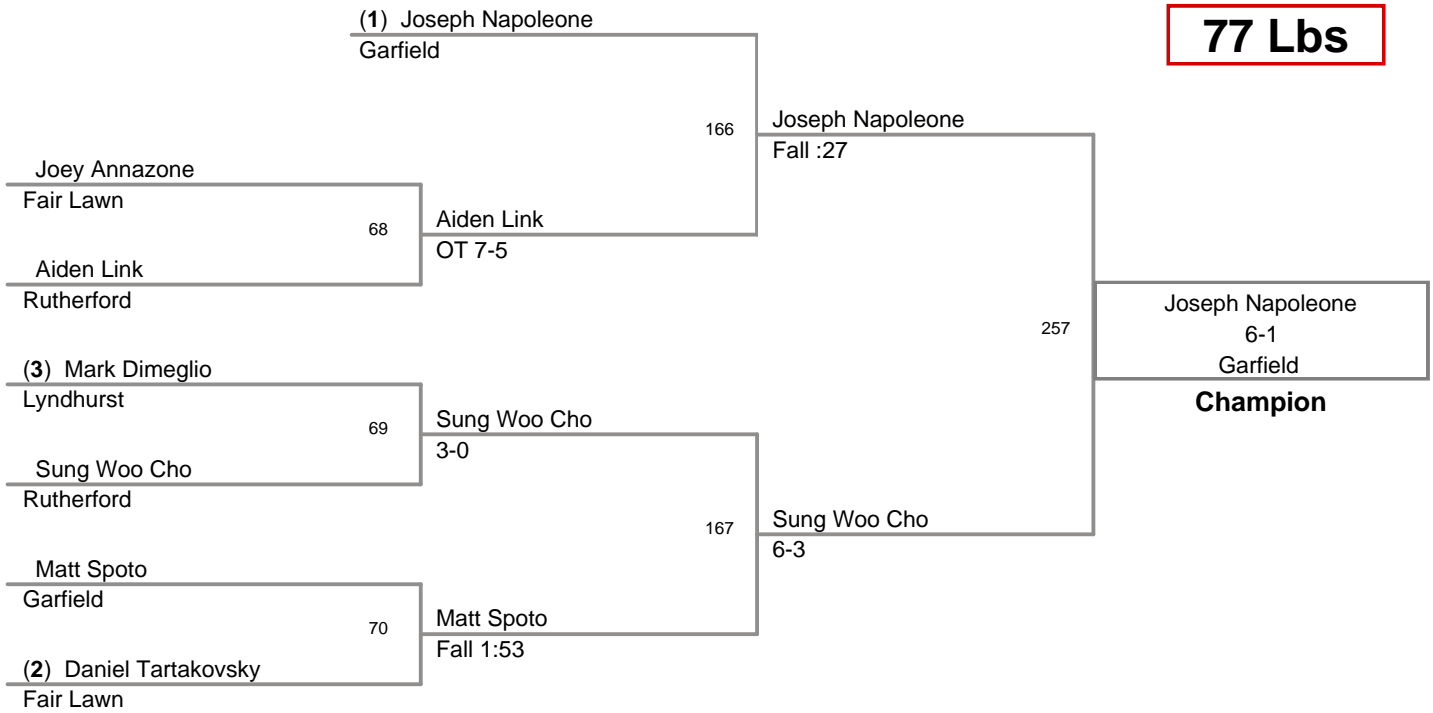 (1) Joseph Napoleone
Garfield
77 Lbs
166
Joseph Napoleone
Fall :27
Joey Annazone
Fair Lawn
68
Aiden Link
OT 7-5
Aiden Link
Rutherford
257
Joseph Napoleone
6-1
Garfield
Champion
(3) Mark Dimeglio
Lyndhurst
69
Sung Woo Cho
3-0
Sung Woo Cho
Rutherford
167
Sung Woo Cho
6-3
Matt Spoto
Garfield
70
Matt Spoto
Fall 1:53
(2) Daniel Tartakovsky
Fair Lawn